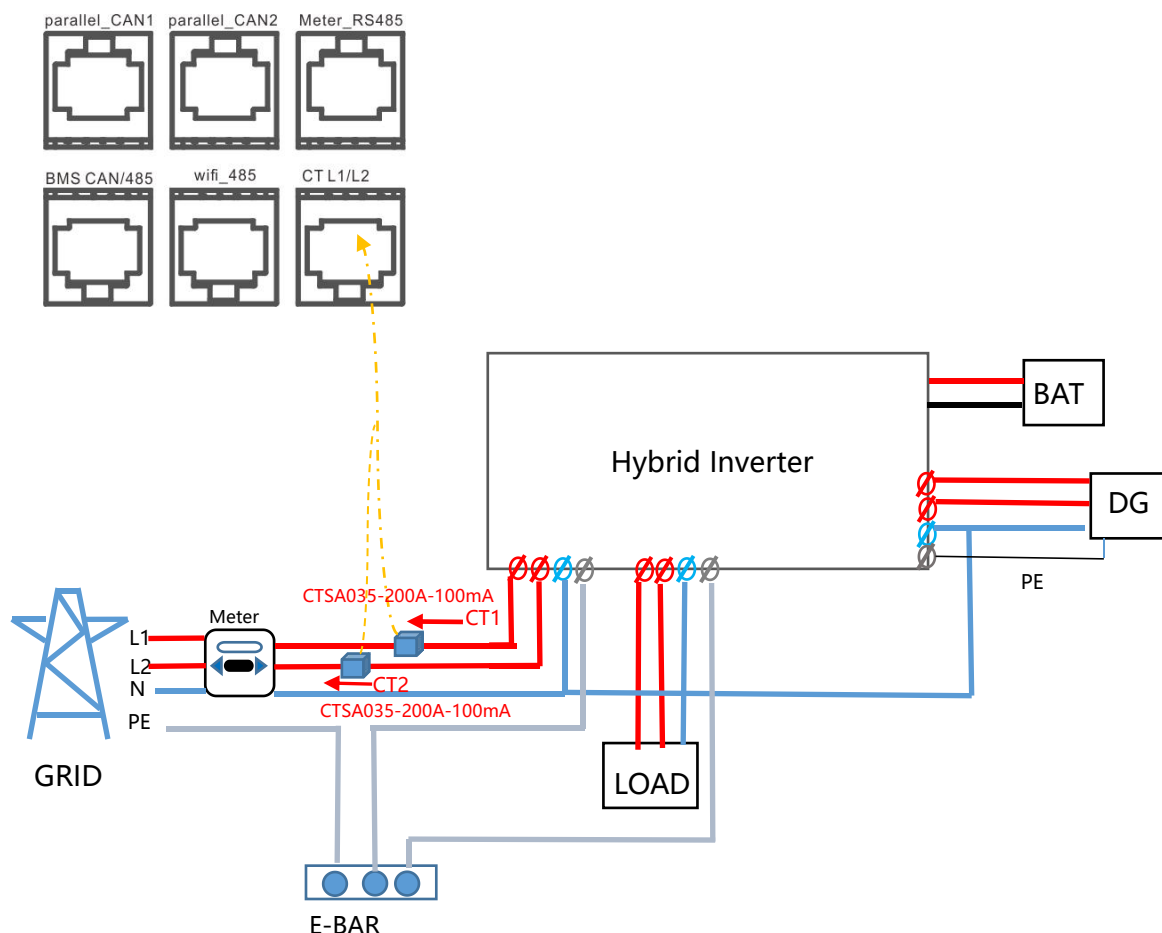 parallel_CAN1
parallel_CAN2
Meter_RS485
BMS CAN/485
wifi_485
CT L1/L2
Hybrid Inverter
BAT
DG
PE
CTSA035-200A-100mA
CT1
Meter
L1
L2
N
PE
CT2
CTSA035-200A-100mA
GRID
LOAD
E-BAR